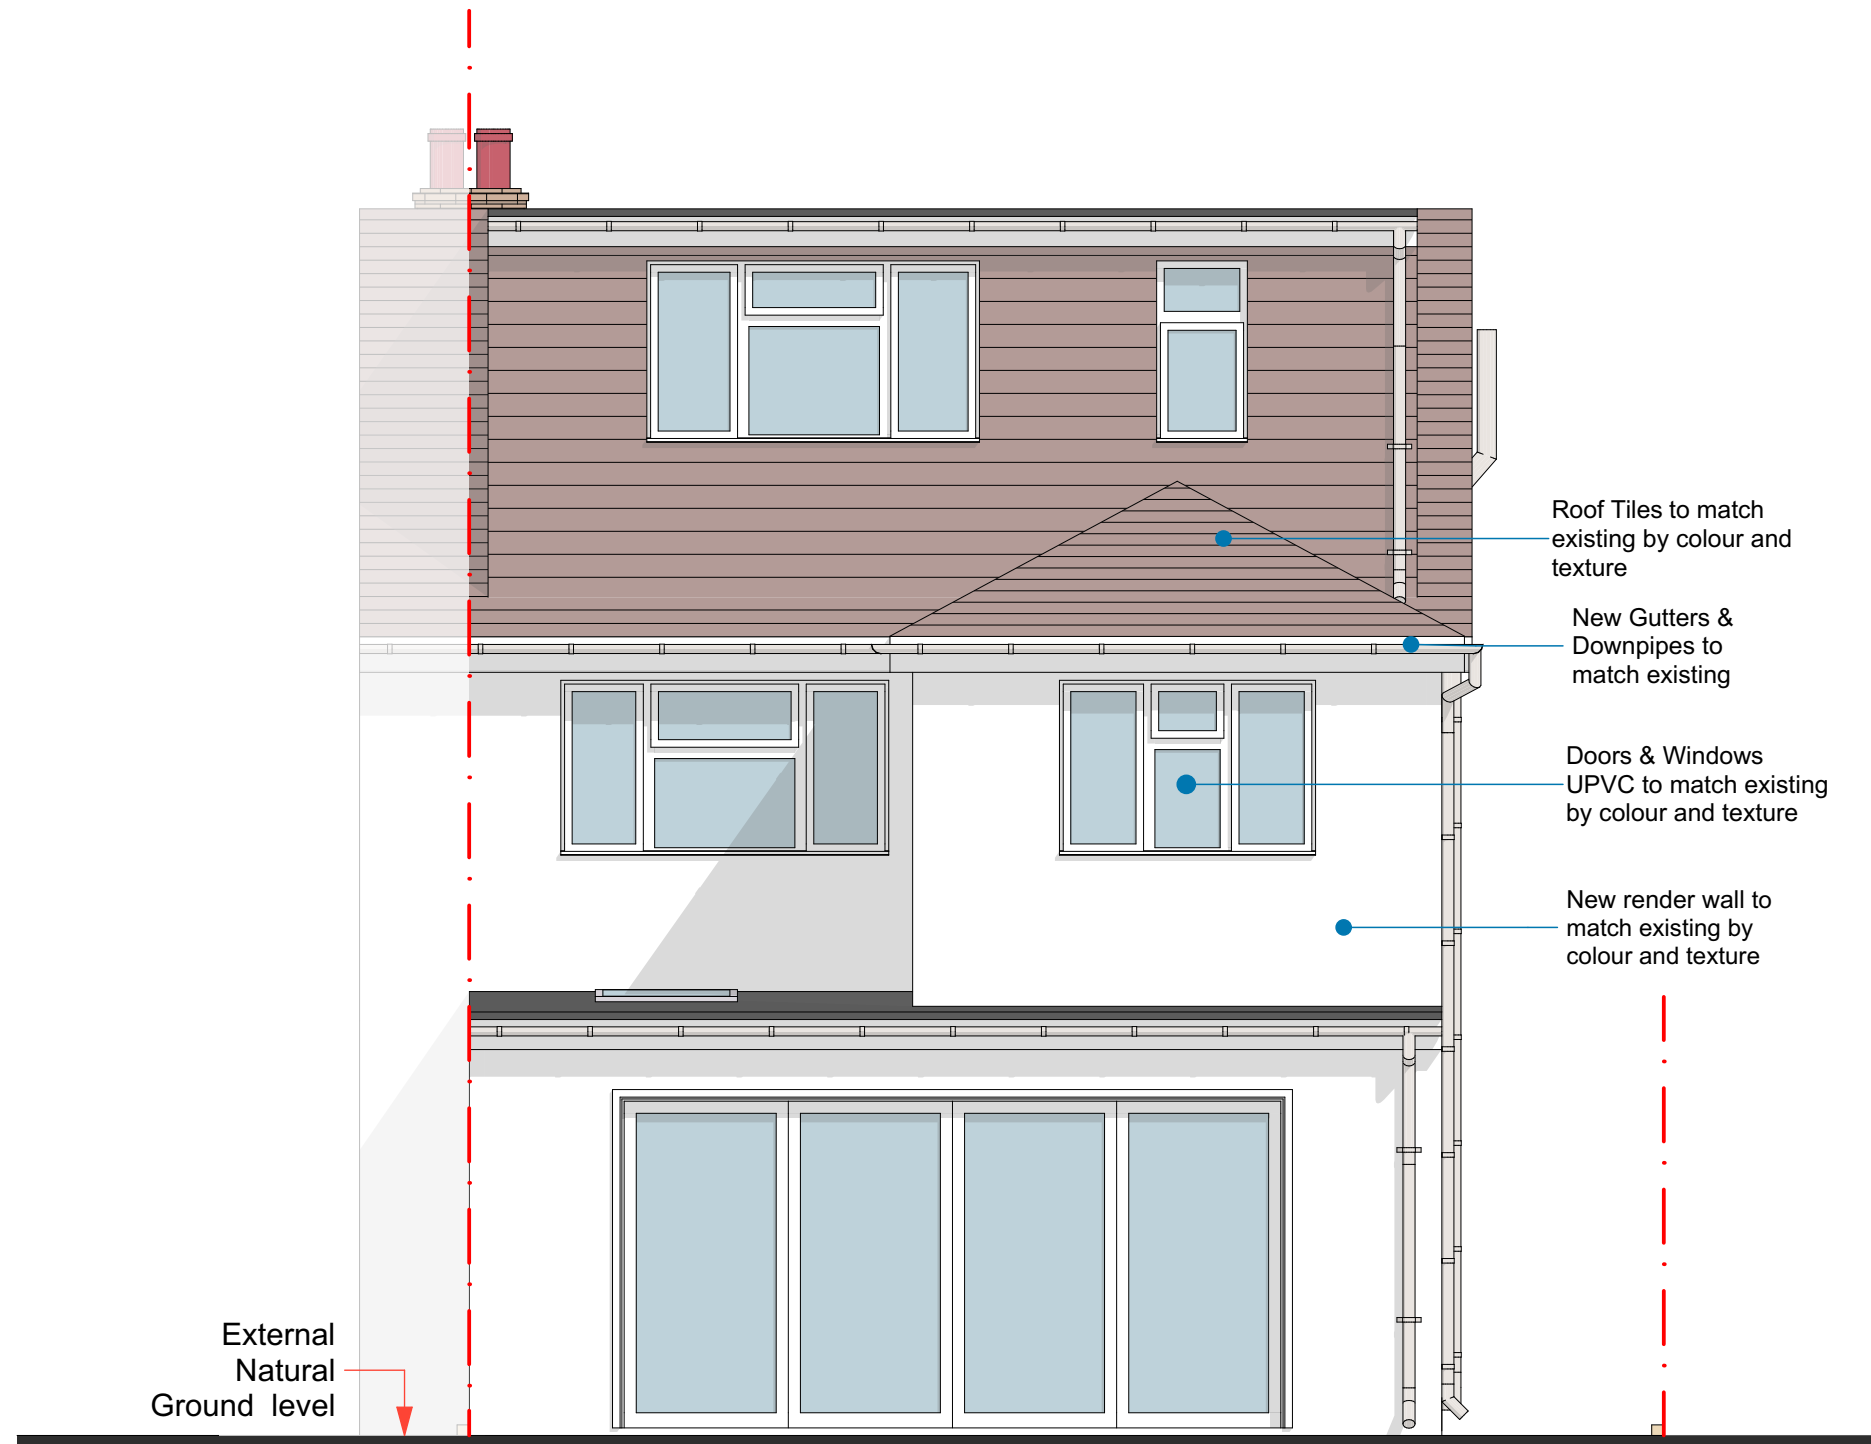 Roof Tiles to match
existing by colour and
texture
New Gutters &
Downpipes to
match existing
Doors & Windows
UPVC to match existing
by colour and texture
New render wall to
match existing by
colour and texture
External
Natural
Ground level